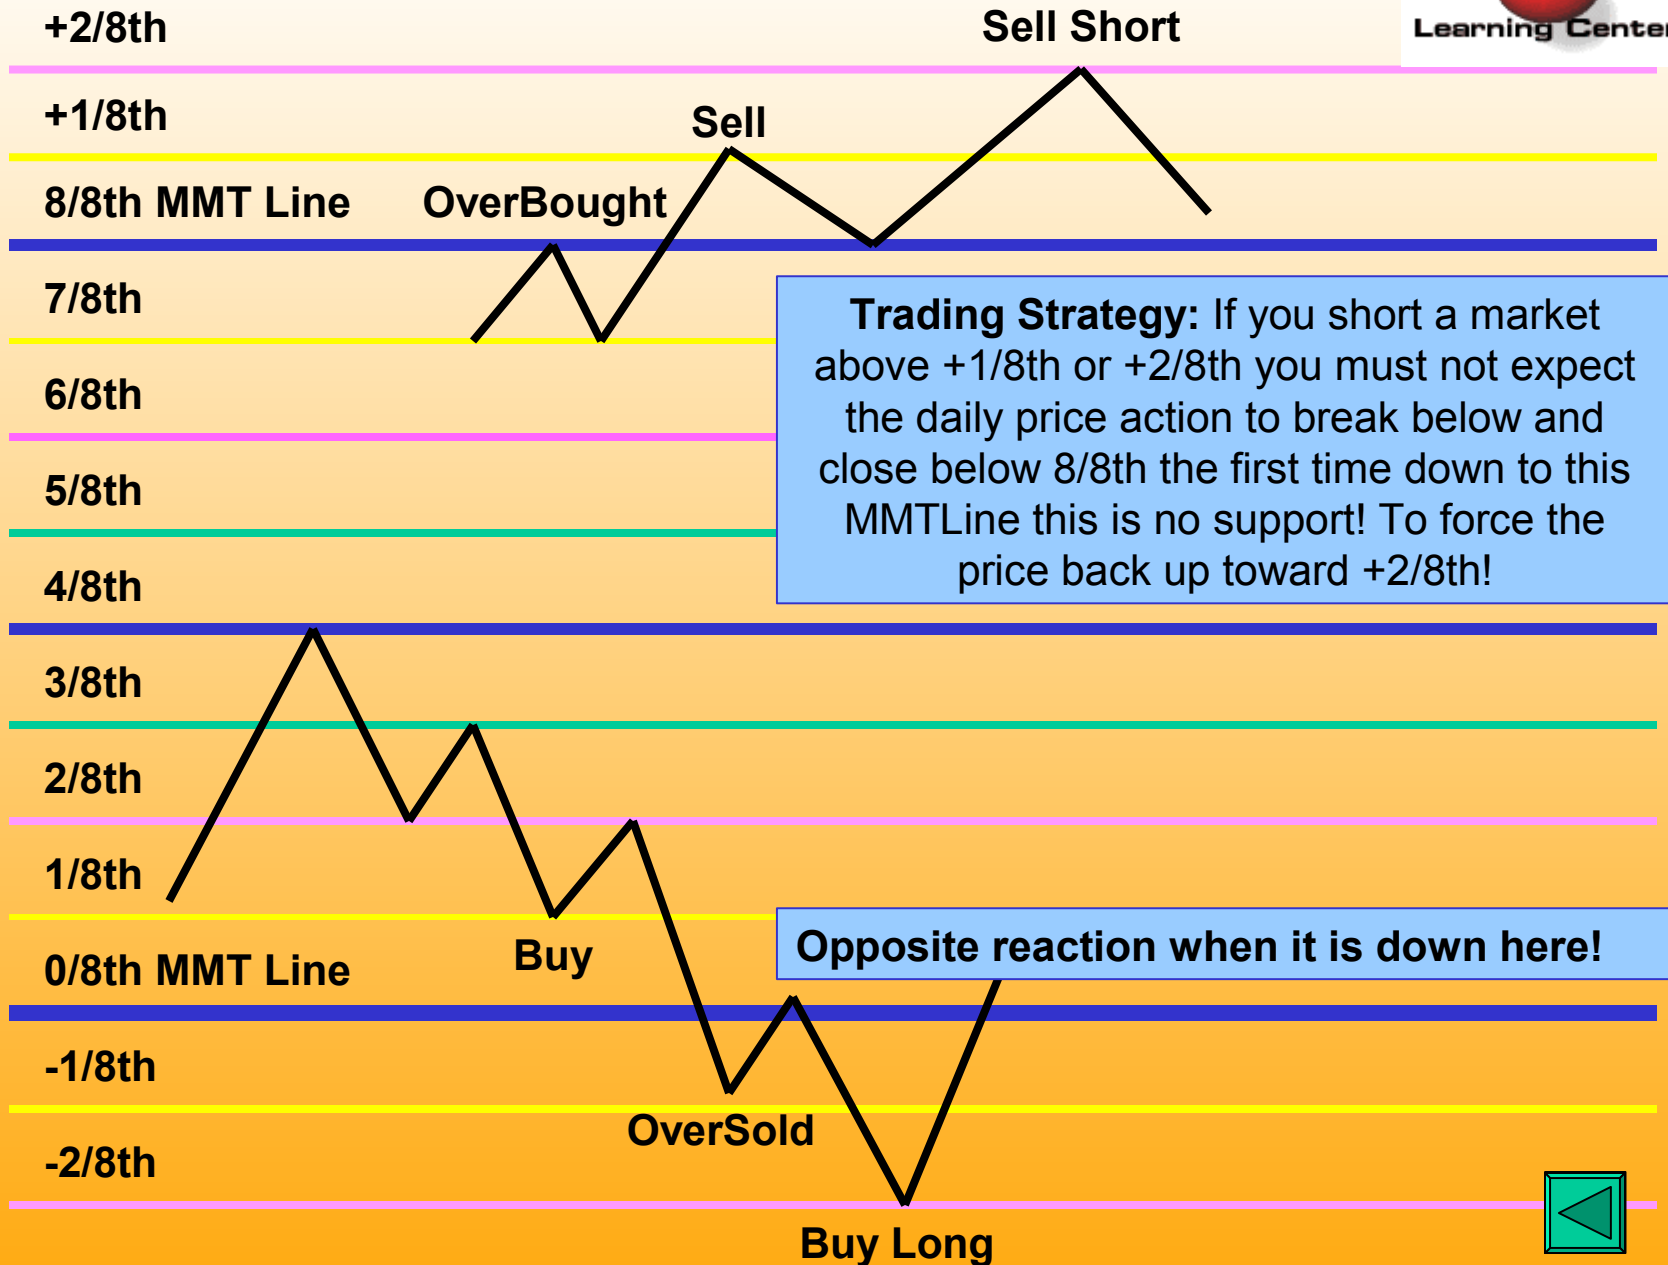 +2/8th
Sell Short
Learning Center
+1/8th
Sell
8/8th MMT Line
OverBought
7/8th
Trading Strategy: If you short a market
above +1/8th or +2/8th you must not expect
the daily price action to break below and
close below 8/8th the first time down to this
MMTLine this is no support! To force the
price back up toward +2/8th!
6/8th
5/8th
4/8th
3/8th
2/8th
1/8th
Buy
Opposite reaction when it is down here!
0/8th MMT Line
-1/8th
OverSold
-2/8th
Buy Long